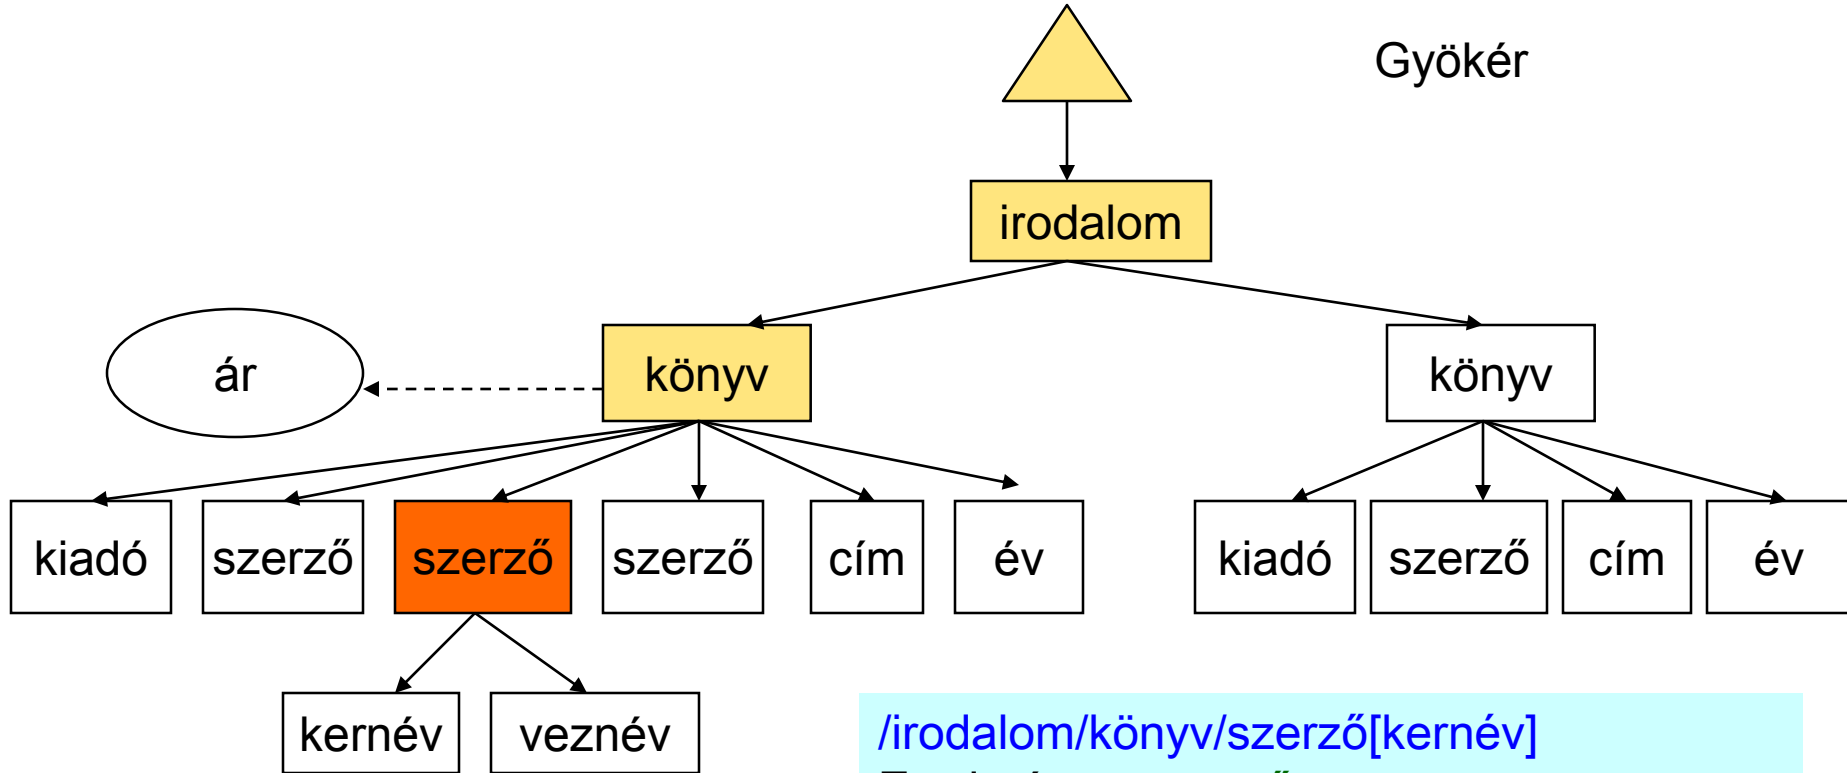 Gyökér
irodalom
ár
könyv
könyv
kiadó
szerző
szerző
szerző
cím
év
kiadó
szerző
cím
év
kernév
veznév
/irodalom/könyv/szerző[kernév]